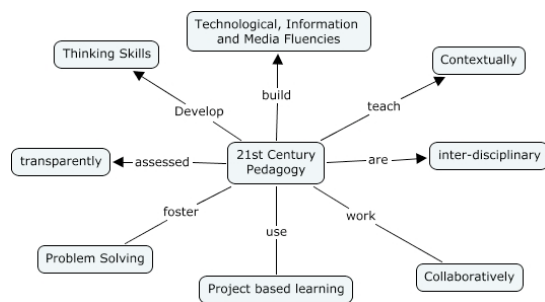 Technological, Information
and Media Fluencies
Thinking Skills
Contextually
build
Develop
teach
21st Century
Pedagogy
transparently
assessed
are
inter-disciplinary
foster
work
use
Problem Solving
Collaboratively
Project based learning